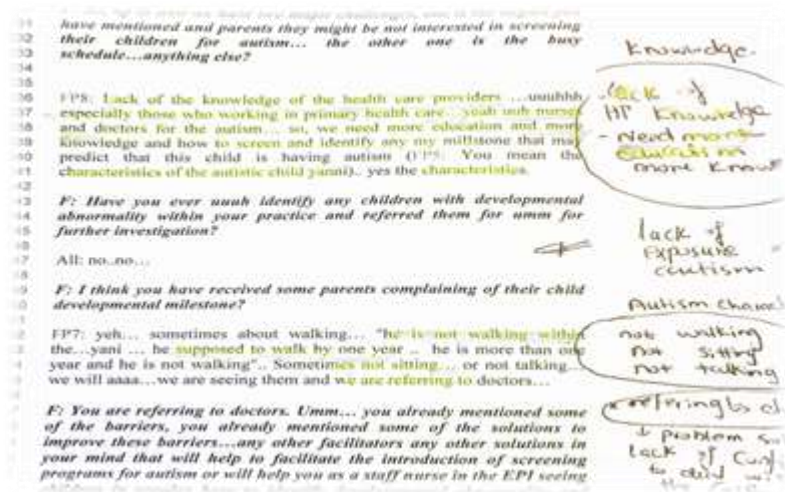 have mentioned and parents they might be not interested in screening
their children for autism... the other one is the busy
schedule...anything else?
FP8: Lack of the knowledge of the health care providers ...uuuhhh
especially those who working in primary health care.. yeah uuh nurses
and doctors for the autism... so, we need more education and more
knowledge and how to screen and identify any my millstone that may
predict that this child is having autism (FP5: You mean the
characteristics of the autistic child yanni).. yes the characteristics.
F: Have you ever uuuh identify any children with developmental
abnormality within your practice and referred them for umm for
further investigation?
All: no..no...
F: I think you have received some parents complaining of their child
developmental milestone?
FP7: yeh... sometimes about walking... "he is not walking within
the...yani ... he supposed to walk by one year .. he is more than one
year and he is not walking".. Sometimes not sitting... or not talking...
we will aaaa...we are seeing them and we are referring to doctors...
F: You are referring to doctors. Umm... you already mentioned some
of the barriers, you already mentioned some of the solutions to
improve these barriers...any other facilitators any other solutions in
your mind that will help to facilitate the introduction of screening
programs for autism or will help you as a staff nurse in the EPI seeing
Knowledge
lack of
HP Knowledge
- Need more
education
more Know
lack of
exposure
Autism charac
not walking
not sitting
not talking
referring to
problem
lack of
to